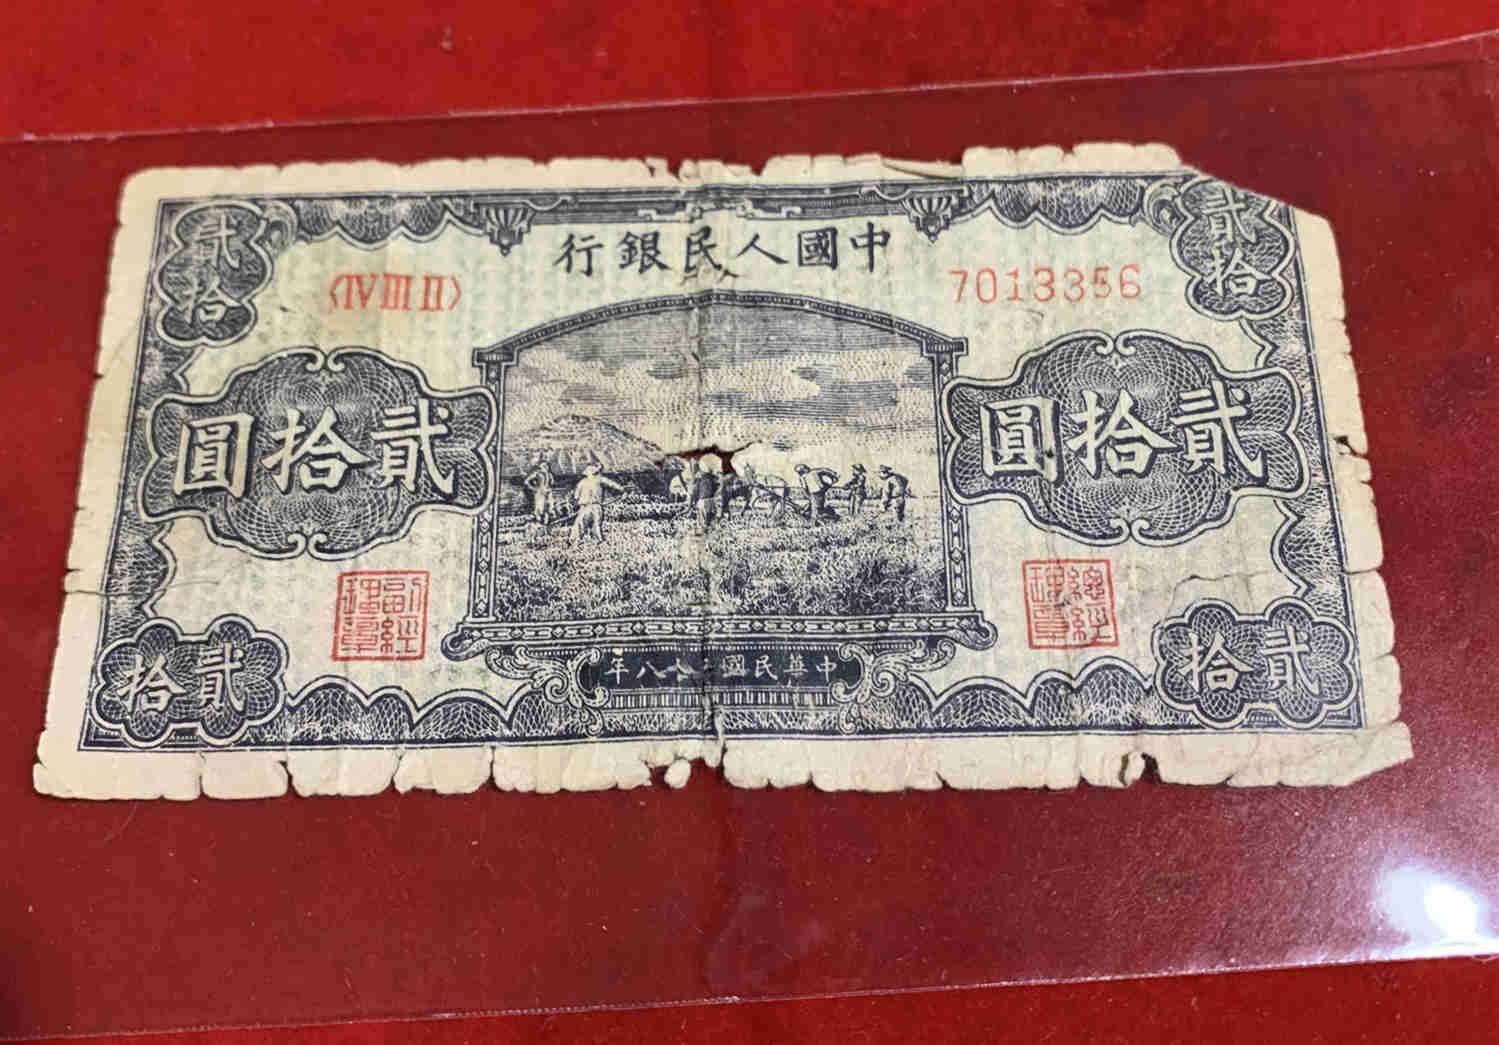 貳拾
貳拾
中國人民銀行
〈IV III II〉
7013356
貳拾圓
貳拾圓
副經理章
總經理章
中華民國三十八年
貳拾
貳拾